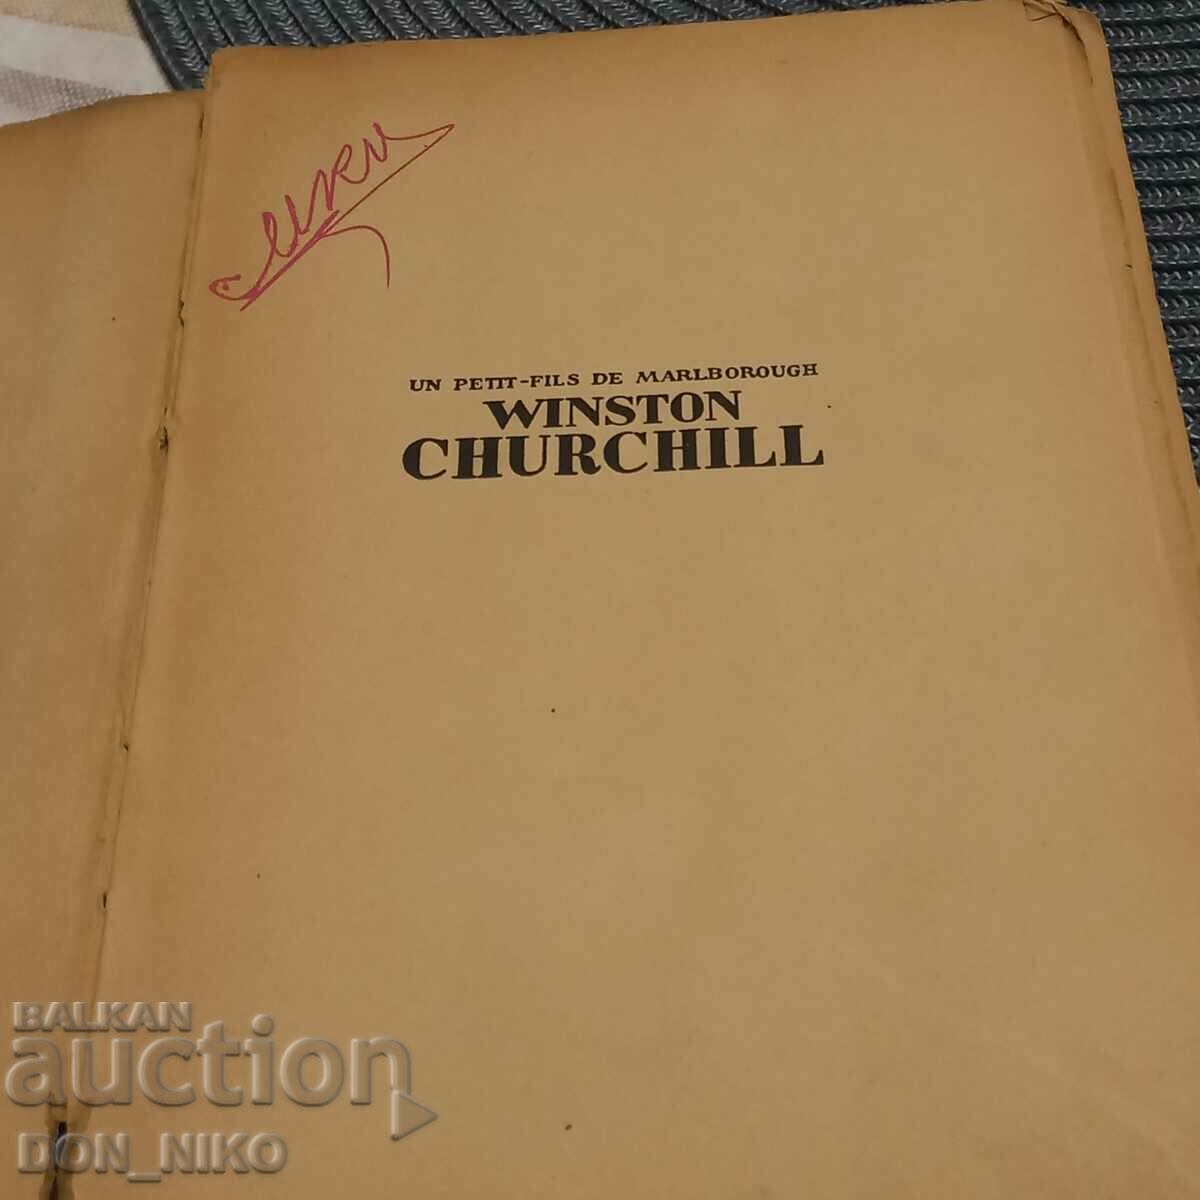 UN PETIT-FILS DE MARLBOROUGH
WINSTON
CHURCHILL
BALKAN
auction
DON_NIKO